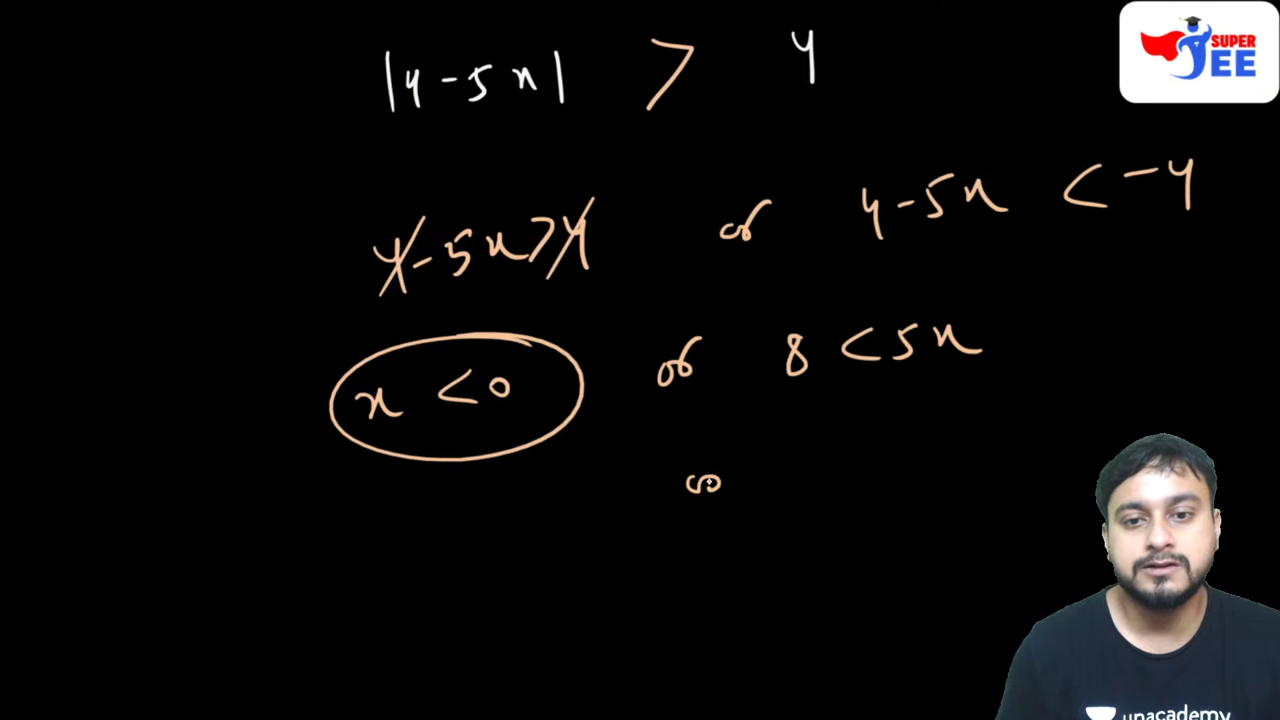 |4-5x| > 4
SUPER
JEE
4-5x>4 or 4-5x < -4
x < 0 or 8 < 5x
or
unacademy